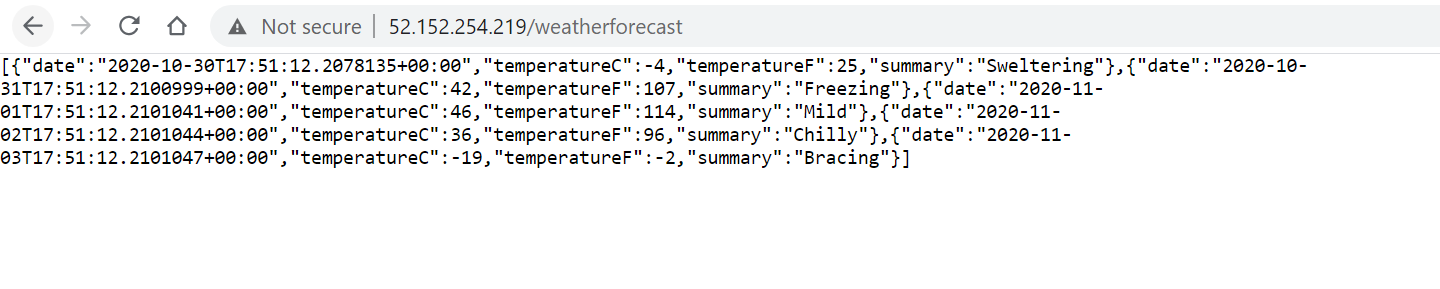 Not secure | 52.152.254.219/weatherforecast
[{"date":"2020-10-30T17:51:12.2078135+00:00","temperatureC":-4,"temperatureF":25,"summary":"Sweltering"},{"date":"2020-10-
31T17:51:12.2100999+00:00","temperatureC":42,"temperatureF":107,"summary":"Freezing"},{"date":"2020-11-
01T17:51:12.2101041+00:00","temperatureC":46,"temperatureF":114,"summary":"Mild"},{"date":"2020-11-
02T17:51:12.2101044+00:00","temperatureC":36,"temperatureF":96,"summary":"Chilly"},{"date":"2020-11-
03T17:51:12.2101047+00:00","temperatureC":-19,"temperatureF":-2,"summary":"Bracing"}]